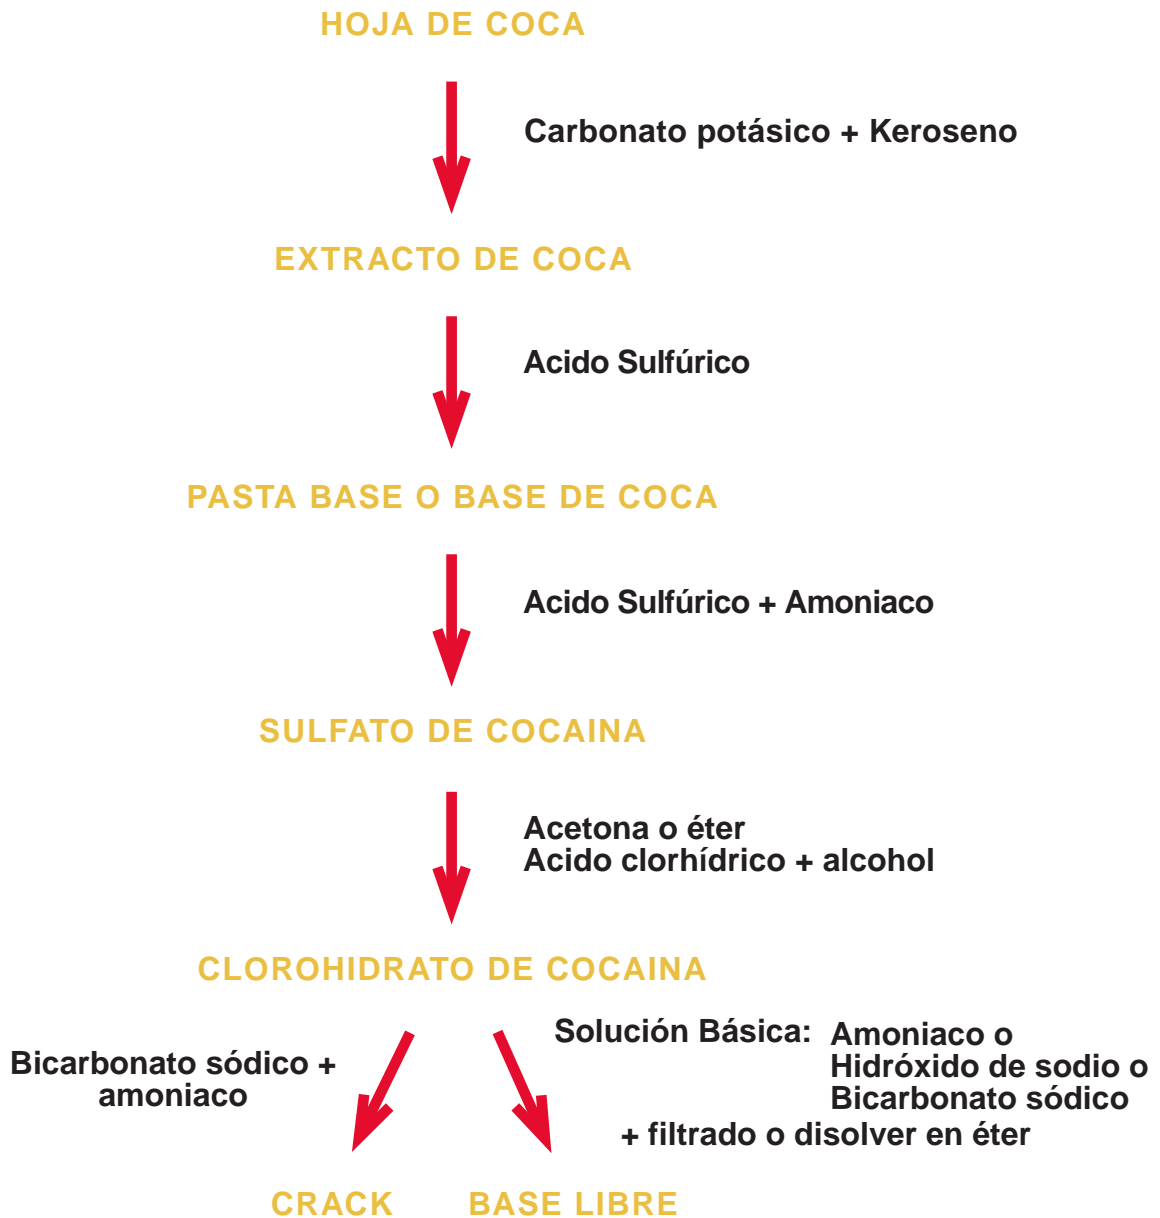 HOJA DE COCA
Carbonato potásico + Keroseno
EXTRACTO DE COCA
Acido Sulfúrico
PASTA BASE O BASE DE COCA
Acido Sulfúrico + Amoniaco
SULFATO DE COCAINA
Acetona o éter
Acido clorhídrico + alcohol
CLOROHIDRATO DE COCAINA
Bicarbonato sódico +
amoniaco
Solución Básica: Amoniaco o
Hidróxido de sodio o
Bicarbonato sódico
+ filtrado o disolver en éter
CRACK
BASE LIBRE